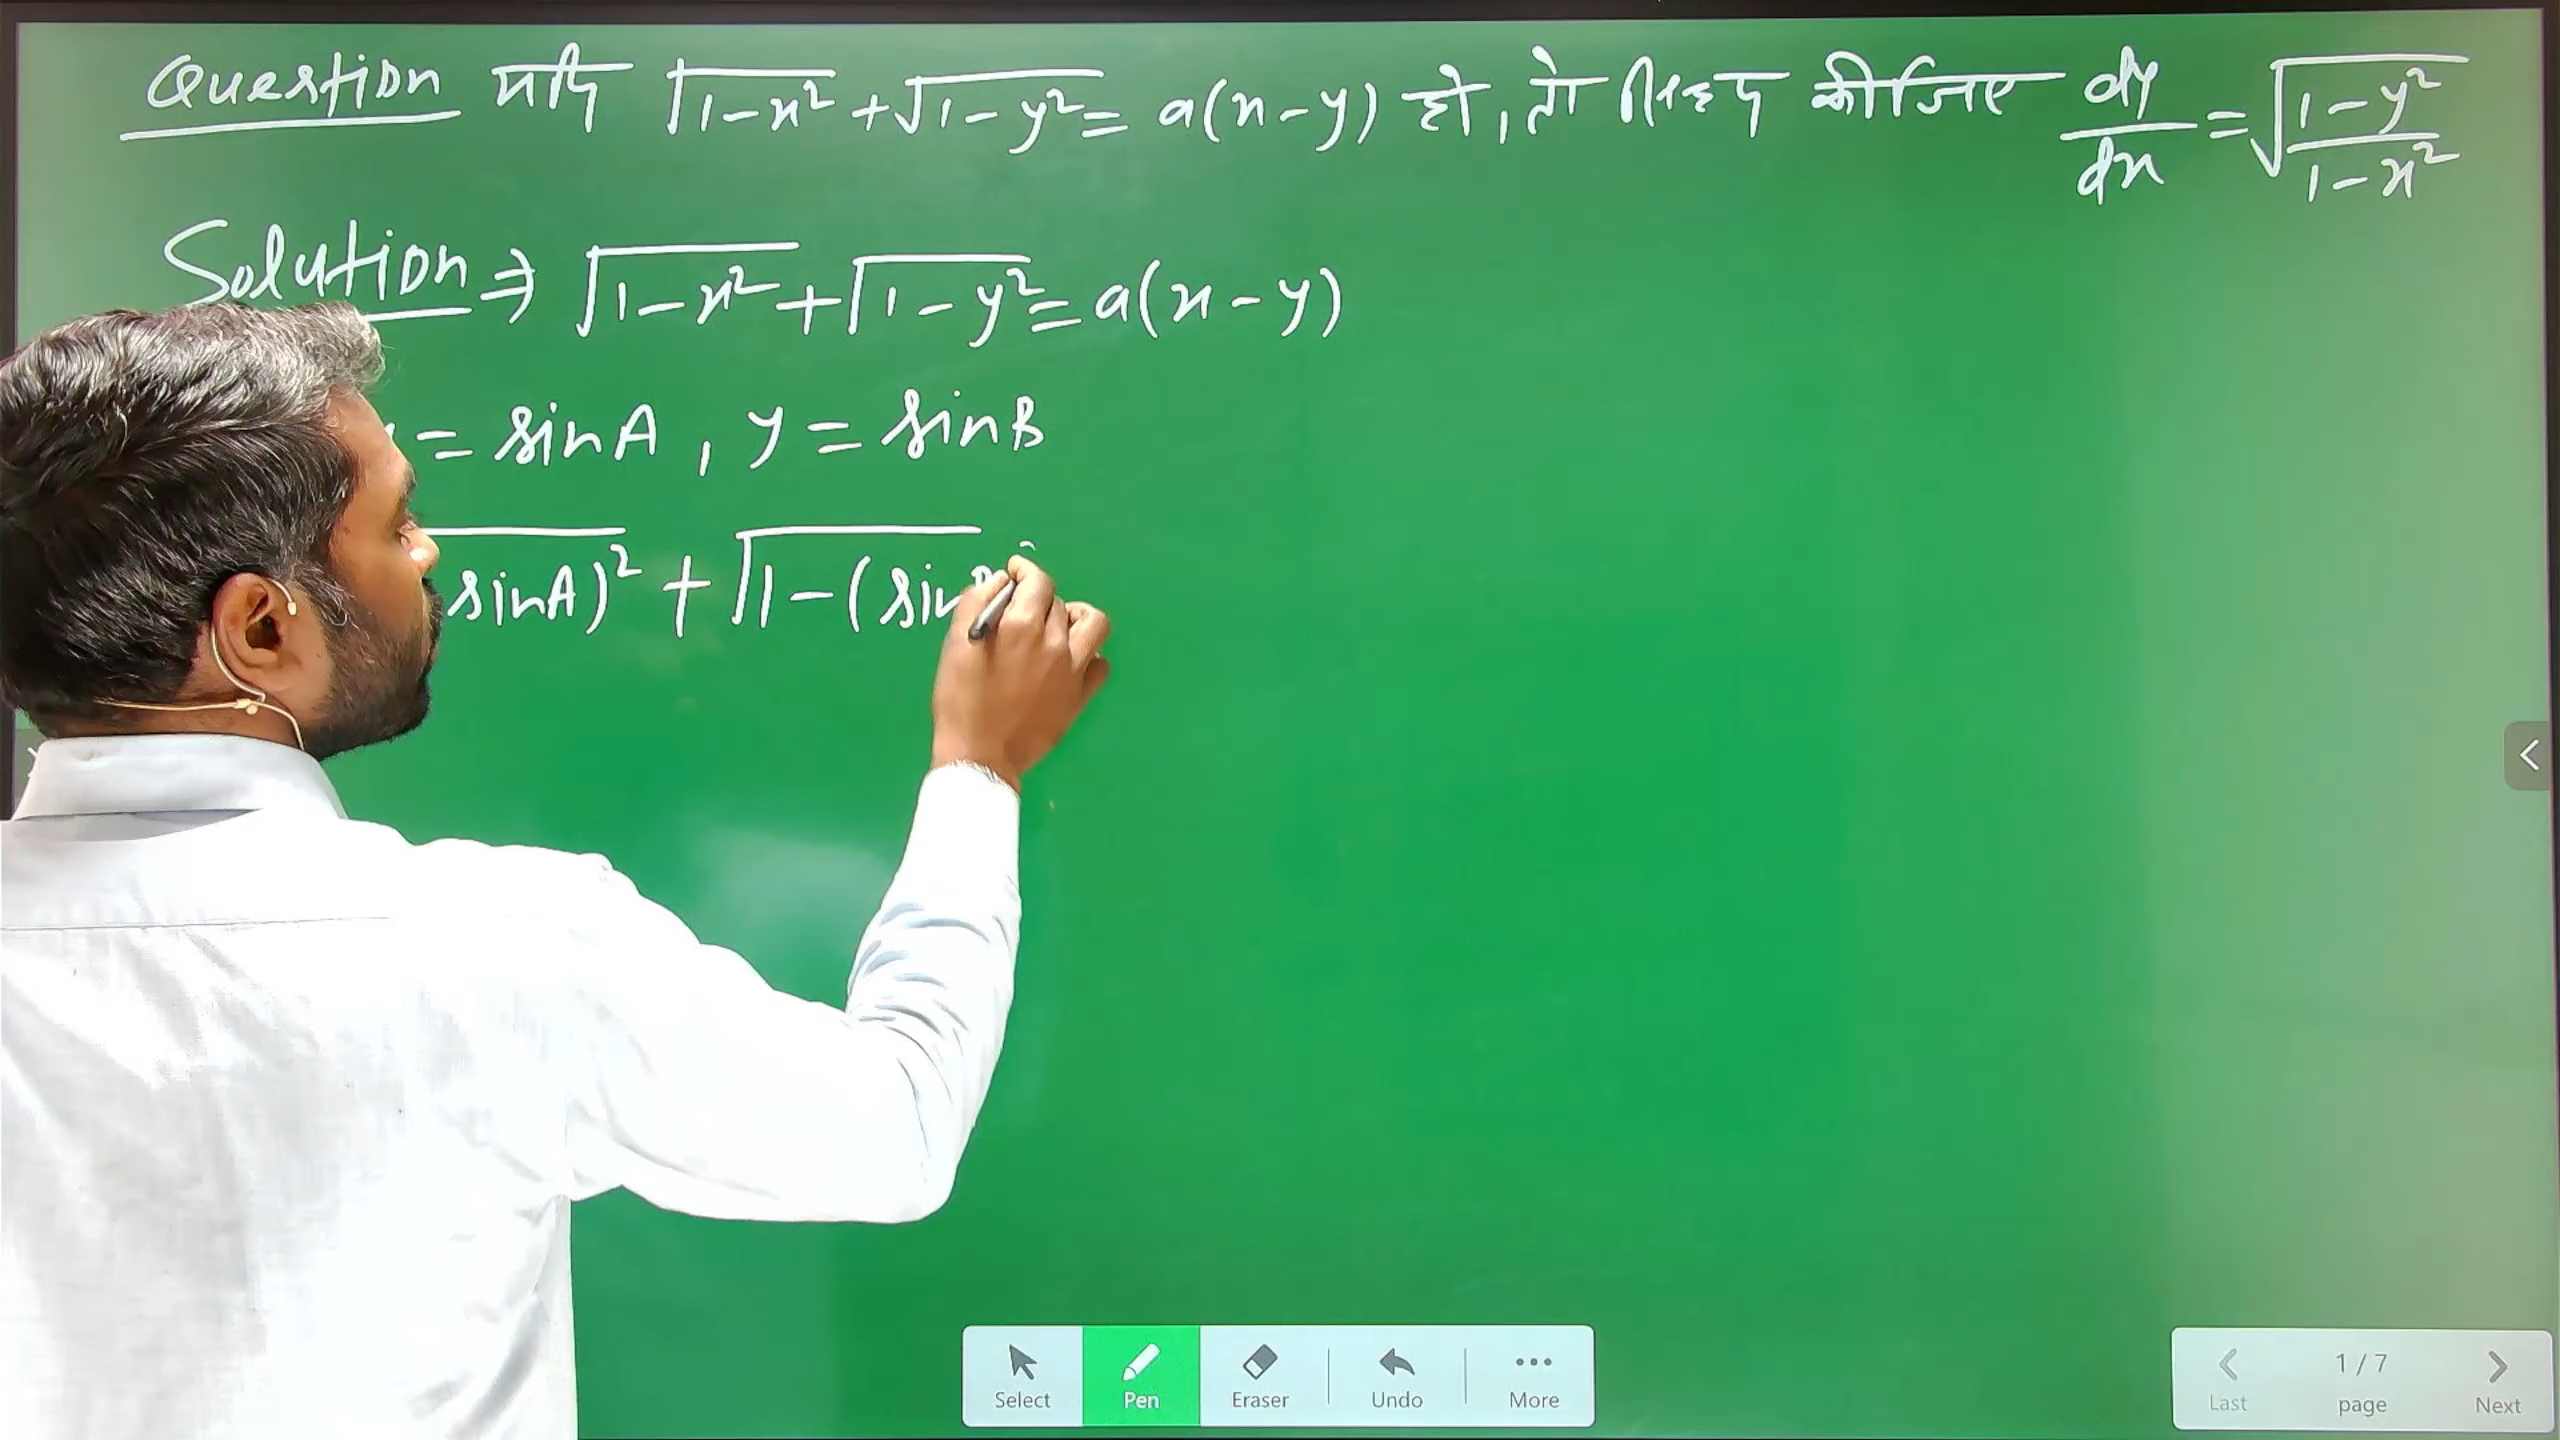 Question यदि √1-x² + √1-y² = a(x-y) हो, तो सिद्ध कीजिए dy/dx = √1-y²/1-x²
Solution ⇒ √1-x² + √1-y² = a(x-y)
= sinA , y = sinB
sinA)² + √1-(sin
Select Pen Eraser Undo More
1 / 7
Last page Next